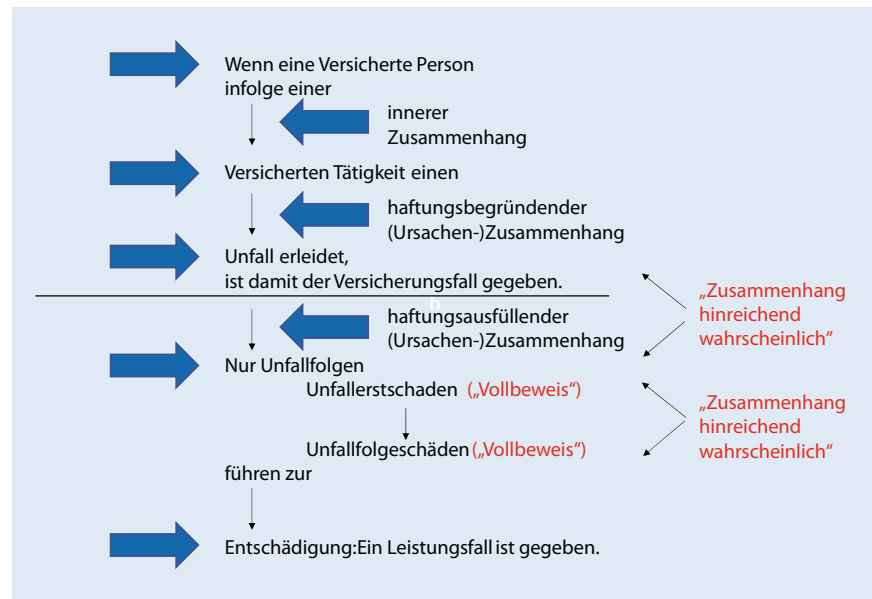 Wenn eine Versicherte Person
infolge einer
innerer
Zusammenhang
Versicherten Tätigkeit einen
haftungsbegründender
(Ursachen-)Zusammenhang
Unfall erleidet,
ist damit der Versicherungsfall gegeben.
„Zusammenhang
hinreichend
wahrscheinlich“
h
haftungsausfüllender
(Ursachen-)Zusammenhang
Nur Unfallfolgen
Unfallerstschaden („Vollbeweis“)
„Zusammenhang
hinreichend
wahrscheinlich“
Unfallfolgeschäden („Vollbeweis“)
führen zur
Entschädigung:Ein Leistungsfall ist gegeben.